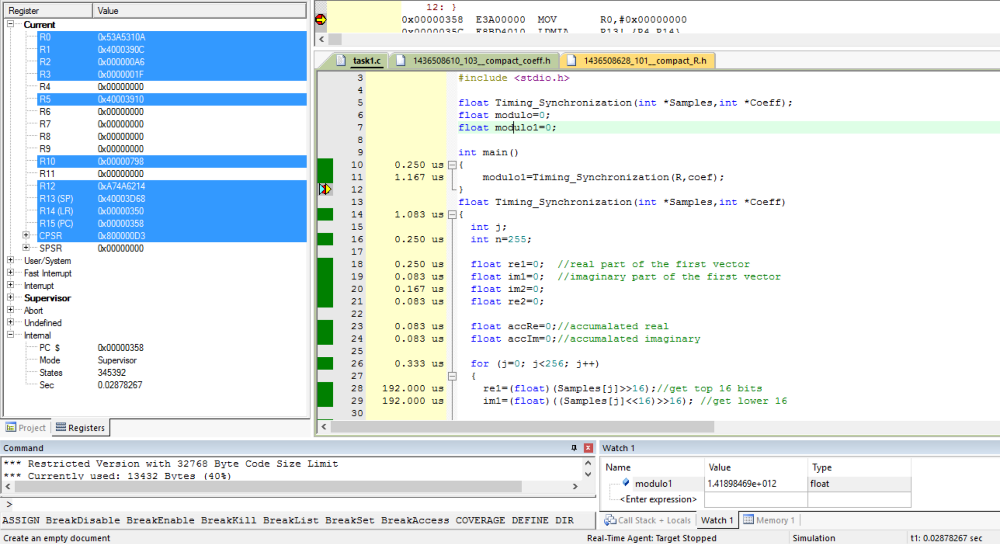 Register Value
Current
R0 0x53A5310A
R1 0x4000390C
R2 0x000000A6
R3 0x0000001F
R4 0x00000000
R5 0x40003910
R6 0x00000000
R7 0x00000000
R8 0x00000000
R9 0x00000000
R10 0x00000798
R11 0x00000000
R12 0xA74A6214
R13 (SP) 0x40003D68
R14 (LR) 0x00000350
R15 (PC) 0x00000358
CPSR 0x800000D3
SPSR 0x00000000
User/System
Fast Interrupt
Interrupt
Supervisor
Abort
Undefined
Internal
PC $ 0x00000358
Mode Supervisor
States 345392
Sec 0.02878267
Project Registers
12: }
0x00000358 E3A00000 MOV R0,#0x00000000
0x0000035C E8BD4010 LDMIA R13!,{R4,R14}
task1.c 1436508610_103__compact_coeff.h 1436508628_101__compact_R.h
3 #include <stdio.h>
4
5 float Timing_Synchronization(int *Samples,int *Coeff);
6 float modulo=0;
7 float modulo1=0;
8
9 int main()
10 0.250 us {
11 1.167 us modulo1=Timing_Synchronization(R,coef);
12 }
13 float Timing_Synchronization(int *Samples,int *Coeff)
14 1.083 us {
15 int j;
16 0.250 us int n=255;
17
18 0.250 us float re1=0; //real part of the first vector
19 0.083 us float im1=0; //imaginary part of the first vector
20 0.167 us float im2=0;
21 0.083 us float re2=0;
22
23 0.083 us float accRe=0;//accumalated real
24 0.083 us float accIm=0;//accumalated imaginary
25
26 0.333 us for (j=0; j<256; j++)
27 {
28 192.000 us re1=(float)(Samples[j]>>16);//get top 16 bits
29 192.000 us im1=(float)((Samples[j]<<16)>>16); //get lower 16
30
Command
*** Restricted Version with 32768 Byte Code Size Limit
*** Currently used: 13432 Bytes (40%)
>
ASSIGN BreakDisable BreakEnable BreakKill BreakList BreakSet BreakAccess COVERAGE DEFINE DIR
Watch 1
Name Value Type
modulo1 1.41898469e+012 float
<Enter expression>
Call Stack + Locals Watch 1 Memory 1
Create an empty document Real-Time Agent: Target Stopped Simulation t1: 0.02878267 sec